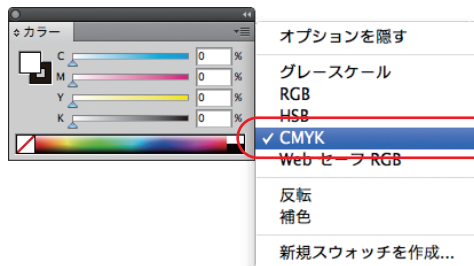 カラー
C 0 %
M 0 %
Y 0 %
K 0 %
オプションを隠す
グレースケール
RGB
HSB
✓ CMYK
Web セーフ RGB
反転
補色
新規スウォッチを作成...